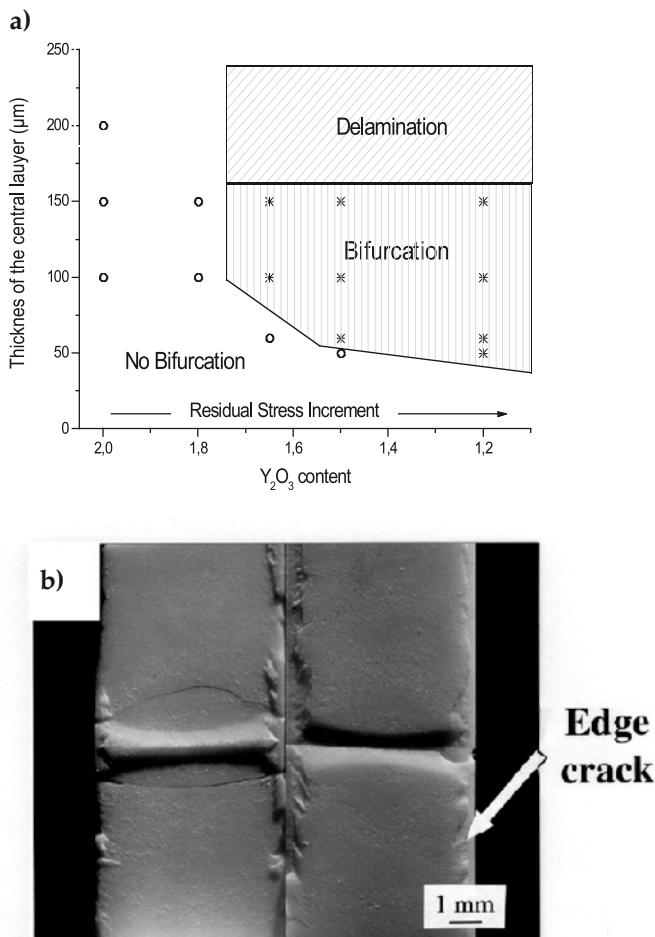 a)
250
200
150
100
50
0
Thicknes of the central lauyer (µm)
Delamination
Bifurcation
No Bifurcation
Residual Stress Increment
2,0 1,8 1,6 1,4 1,2
Y₂O₃ content
b)
Edge
crack
1 mm